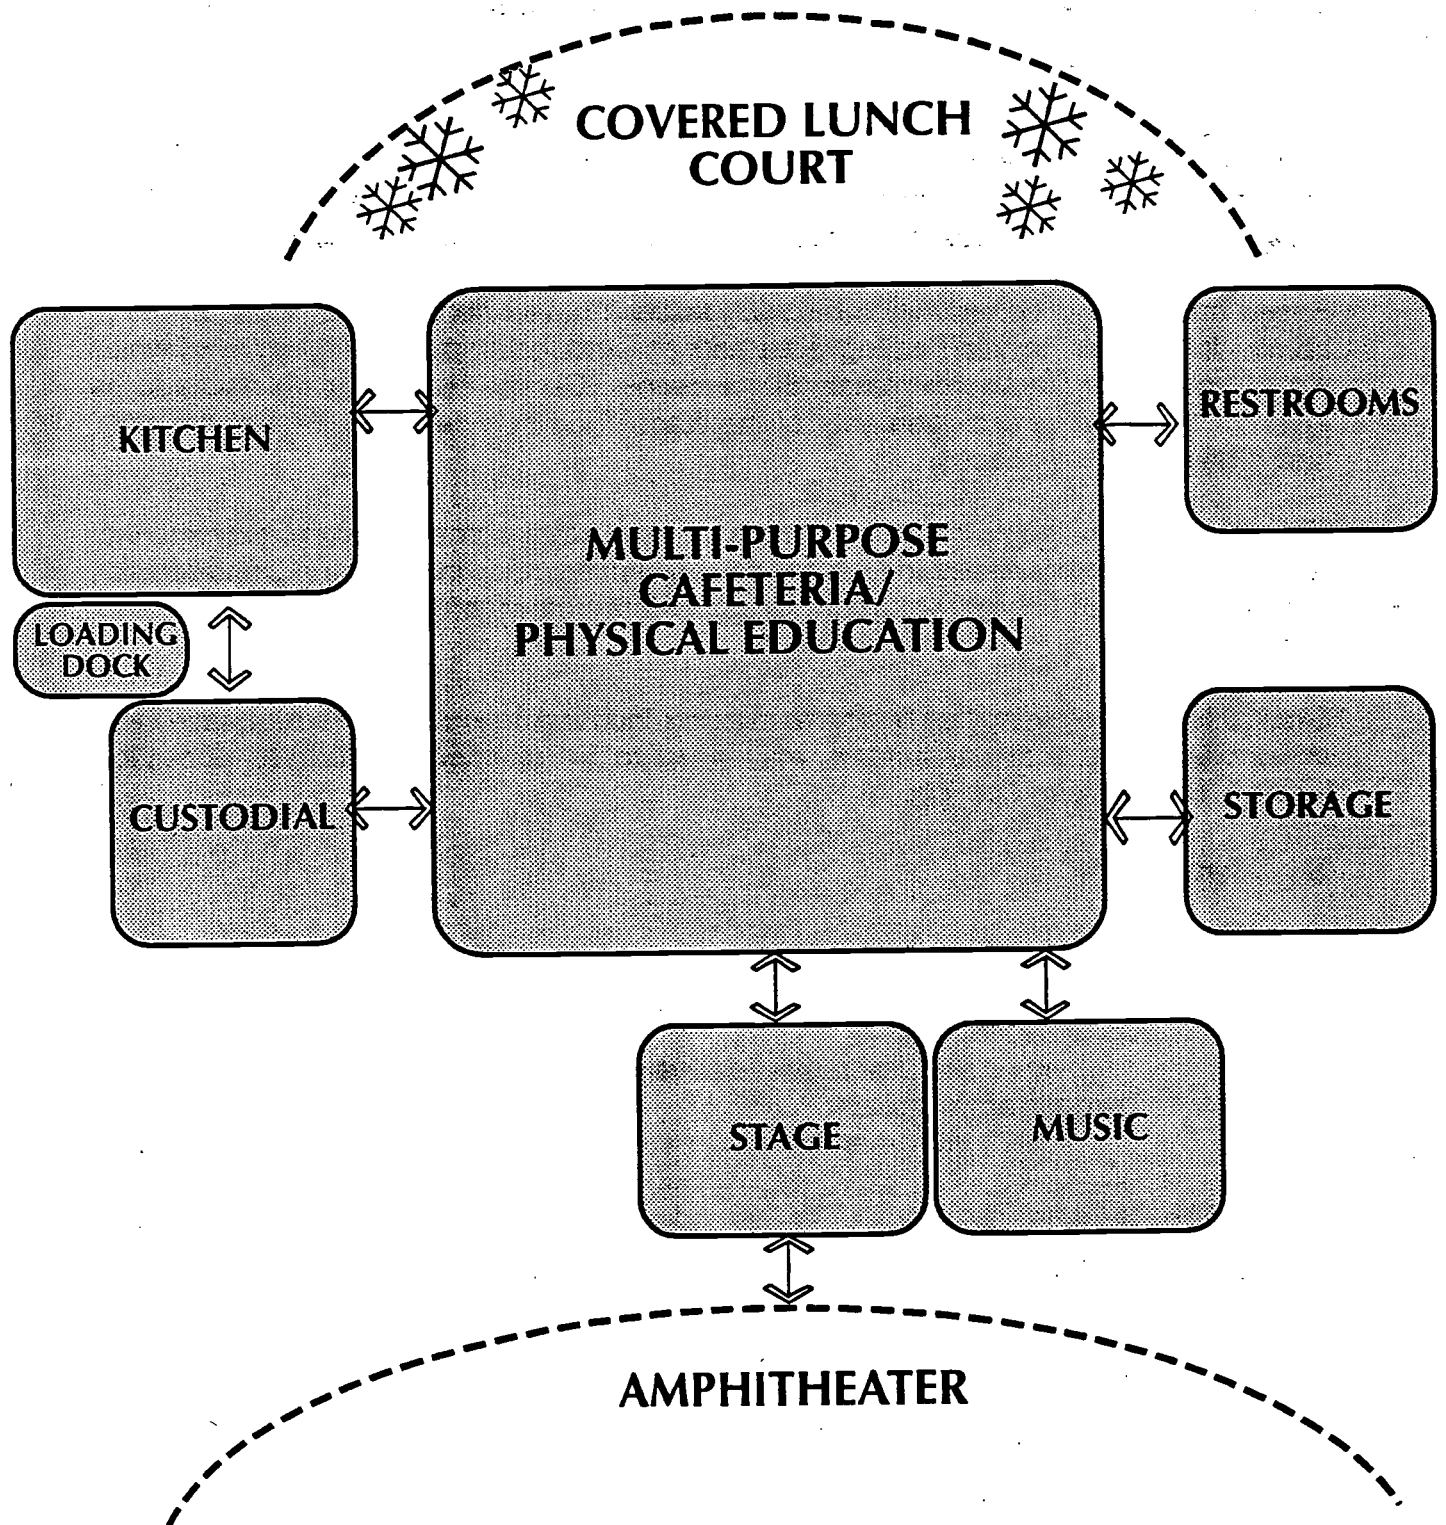 COVERED LUNCH
COURT
KITCHEN
RESTROOMS
MULTI-PURPOSE
CAFETERIA/
PHYSICAL EDUCATION
LOADING
DOCK
CUSTODIAL
STORAGE
STAGE
MUSIC
AMPHITHEATER